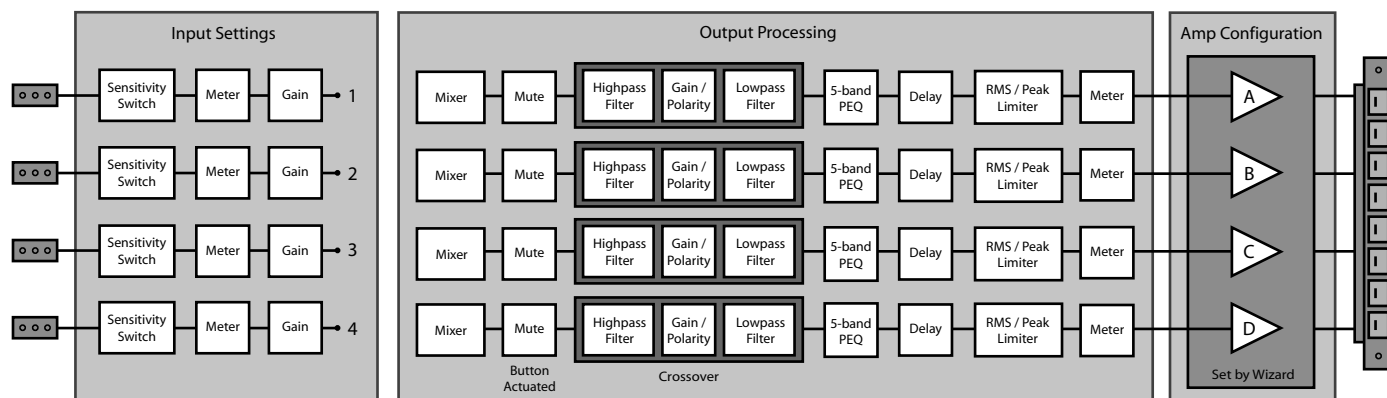 Input Settings
Output Processing
Amp Configuration
Sensitivity
Switch
Meter
Gain
1
Mixer
Mute
Highpass
Filter
Gain /
Polarity
Lowpass
Filter
5-band
PEQ
Delay
RMS / Peak
Limiter
Meter
A
Sensitivity
Switch
Meter
Gain
2
Mixer
Mute
Highpass
Filter
Gain /
Polarity
Lowpass
Filter
5-band
PEQ
Delay
RMS / Peak
Limiter
Meter
B
Sensitivity
Switch
Meter
Gain
3
Mixer
Mute
Highpass
Filter
Gain /
Polarity
Lowpass
Filter
5-band
PEQ
Delay
RMS / Peak
Limiter
Meter
C
Sensitivity
Switch
Meter
Gain
4
Mixer
Mute
Highpass
Filter
Gain /
Polarity
Lowpass
Filter
5-band
PEQ
Delay
RMS / Peak
Limiter
Meter
D
Button
Actuated
Crossover
Set by Wizard